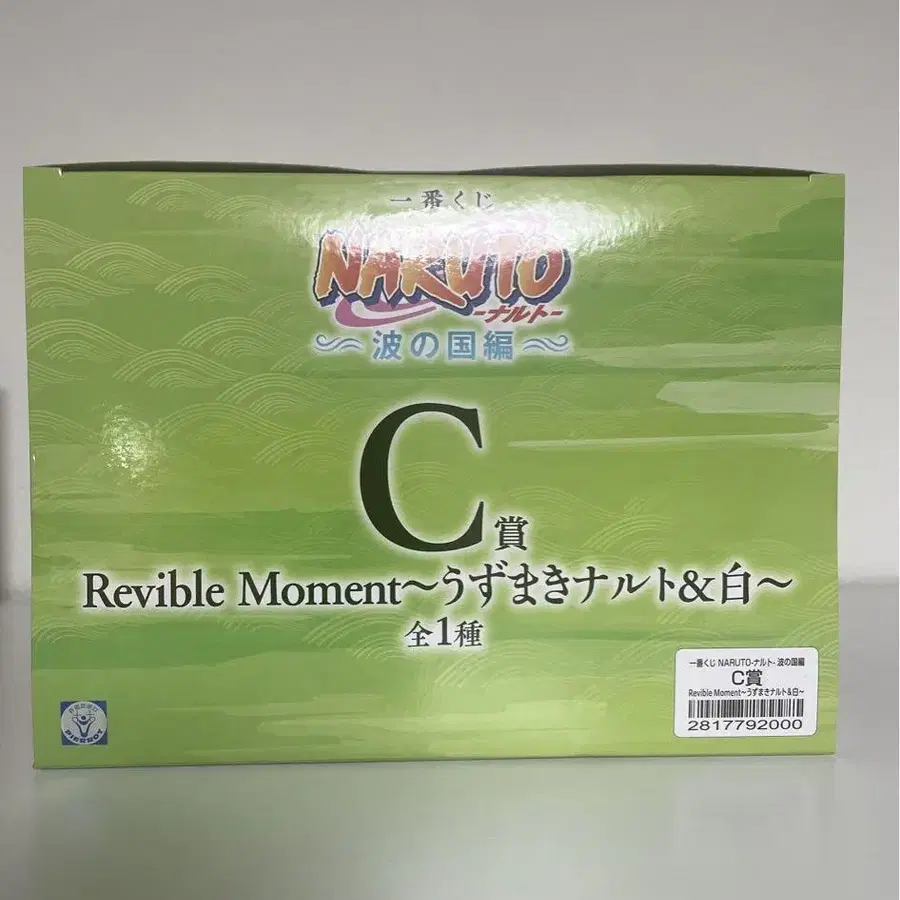 一番くじ
NARUTO
-ナルト-
～波の国編～
C賞
Revible Moment～うずまきナルト&白～
全1種
一番くじ NARUTO-ナルト- 波の国編
C賞
Revible Moment～うずまきナルト&白～
2817792000
PIERROT